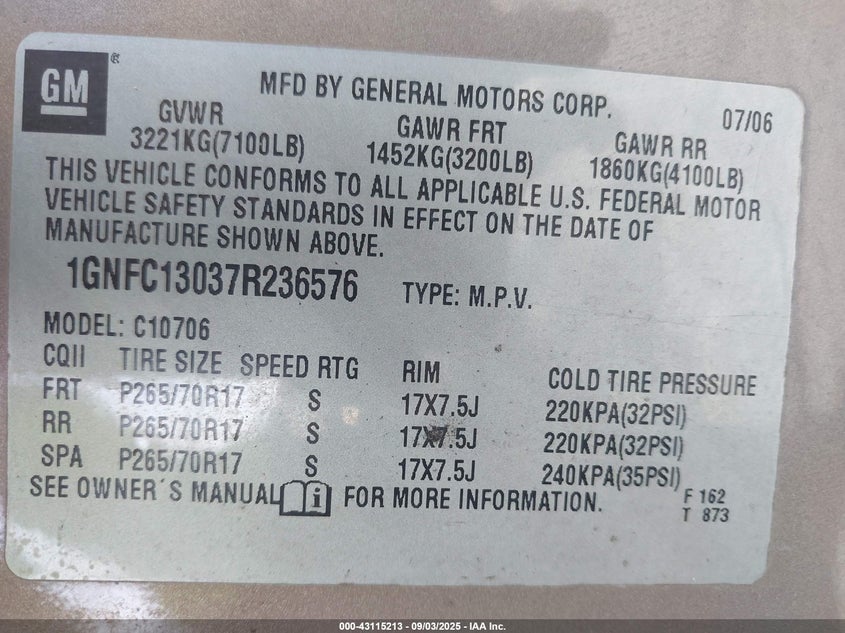 GM
MFD BY GENERAL MOTORS CORP.
07/06
GVWR GAWR FRT GAWR RR
3221KG(7100LB) 1452KG(3200LB) 1860KG(4100LB)
THIS VEHICLE CONFORMS TO ALL APPLICABLE U.S. FEDERAL MOTOR
VEHICLE SAFETY STANDARDS IN EFFECT ON THE DATE OF
MANUFACTURE SHOWN ABOVE.
1GNFC13037R236576 TYPE: M.P.V.
MODEL: C10706
CQII TIRE SIZE SPEED RTG RIM COLD TIRE PRESSURE
FRT P265/70R17 S 17X7.5J 220KPA(32PSI)
RR P265/70R17 S 17X7.5J 220KPA(32PSI)
SPA P265/70R17 S 17X7.5J 240KPA(35PSI)
SEE OWNER´S MANUAL FOR MORE INFORMATION.
F 162
T 873
000-43115213 - 09/03/2025 - IAA Inc.